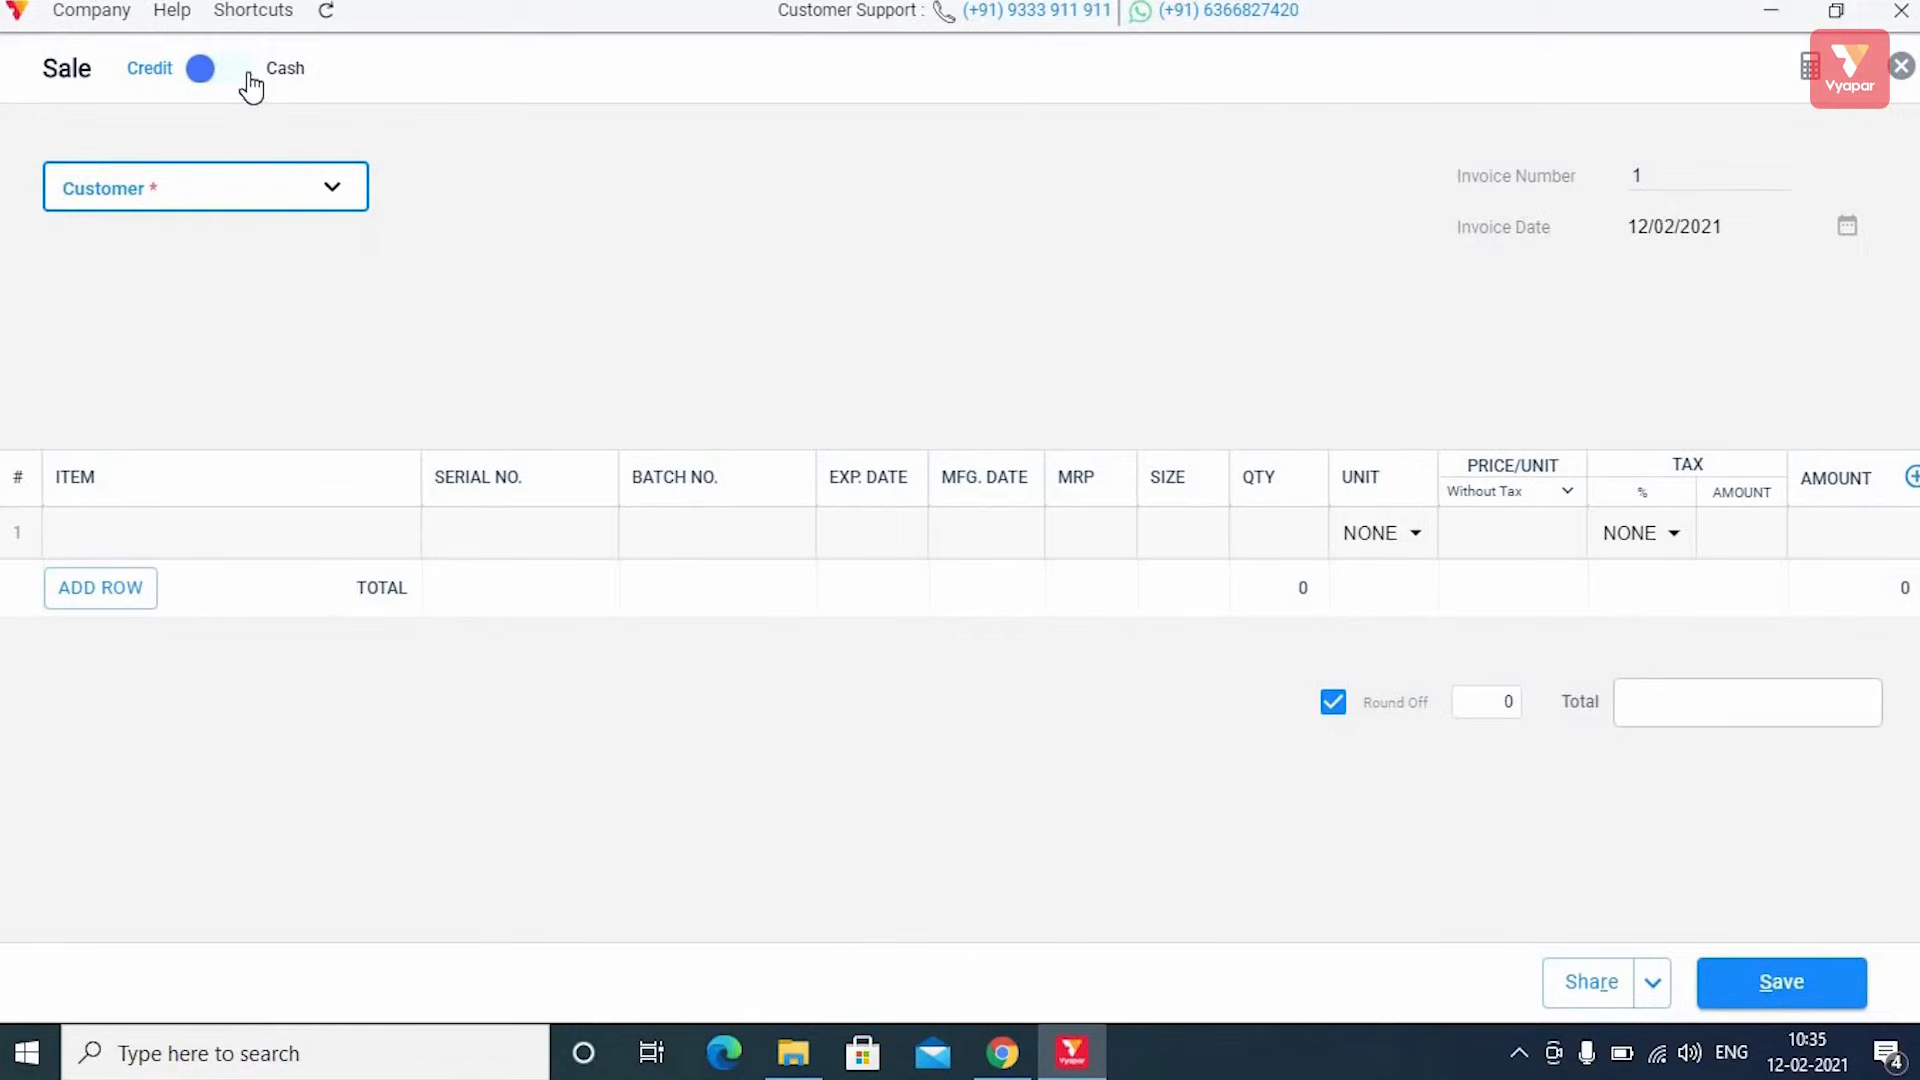 Company Help Shortcuts Customer Support : (+91) 9333 911 911 (+91) 6366827420
Sale Credit Cash
Vyapar
Customer *
Invoice Number 1
Invoice Date 12/02/2021
# ITEM SERIAL NO. BATCH NO. EXP. DATE MFG. DATE MRP SIZE QTY UNIT PRICE/UNIT TAX AMOUNT
Without Tax % AMOUNT
1 NONE NONE
ADD ROW TOTAL 0 0
Round Off 0 Total
Share Save
Type here to search ENG 10:35
12-02-2021 4